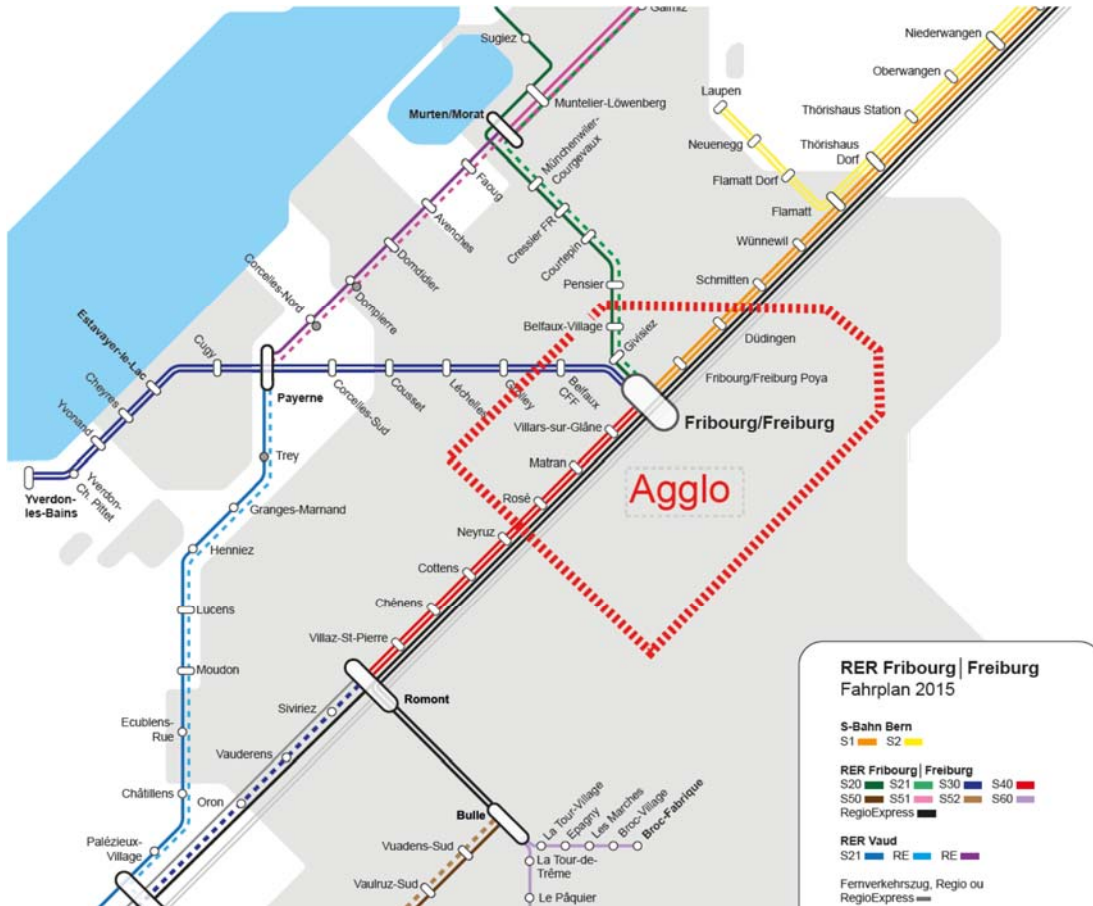 Galmiz
Sugiez
Muntelier-Löwenberg
Murten/Morat
Niederwangen
Oberwangen
Laupen
Thörishaus Station
Neuenegg
Thörishaus
Dorf
Flamatt Dorf
Flamatt
Münchenwiler-
Courgevaux
Faoug
Cressier FR
Avenches
Courtepin
Wünnewil
Domdidier
Schmitten
Pensier
Corcelles-Nord
Dompierre
Belfaux-Village
Givisiez
Düdingen
Estavayer-le-Lac
Cugy
Fribourg/Freiburg Poya
Cheyres
Payerne
Corcelles-Sud
Cousset
Léchelles
Grolley
Belfaux
CFF
Fribourg/Freiburg
Yvonand
Villars-sur-Glâne
Trey
Matran
Yverdon-
les-Bains
Yverdon-
Ch. Pittet
Agglo
Rosé
Granges-Marnand
Neyruz
Henniez
Cottens
Lucens
Chénens
Villaz-St-Pierre
Moudon
Romont
Siviriez
Ecublens-
Rue
Vauderens
Châtillens
Oron
Bulle
La Tour-Village
Epagny
Les Marches
Broc-Village
Broc-Fabrique
Palézieux-
Village
Vuadens-Sud
La Tour-de-
Trême
Vaulruz-Sud
Le Pâquier
RER Fribourg | Freiburg
Fahrplan 2015
S-Bahn Bern
S1 S2
RER Fribourg | Freiburg
S20 S21 S30 S40
S50 S51 S52 S60
RegioExpress
RER Vaud
S21 RE RE
Fernverkehrszug, Regio ou
RegioExpress